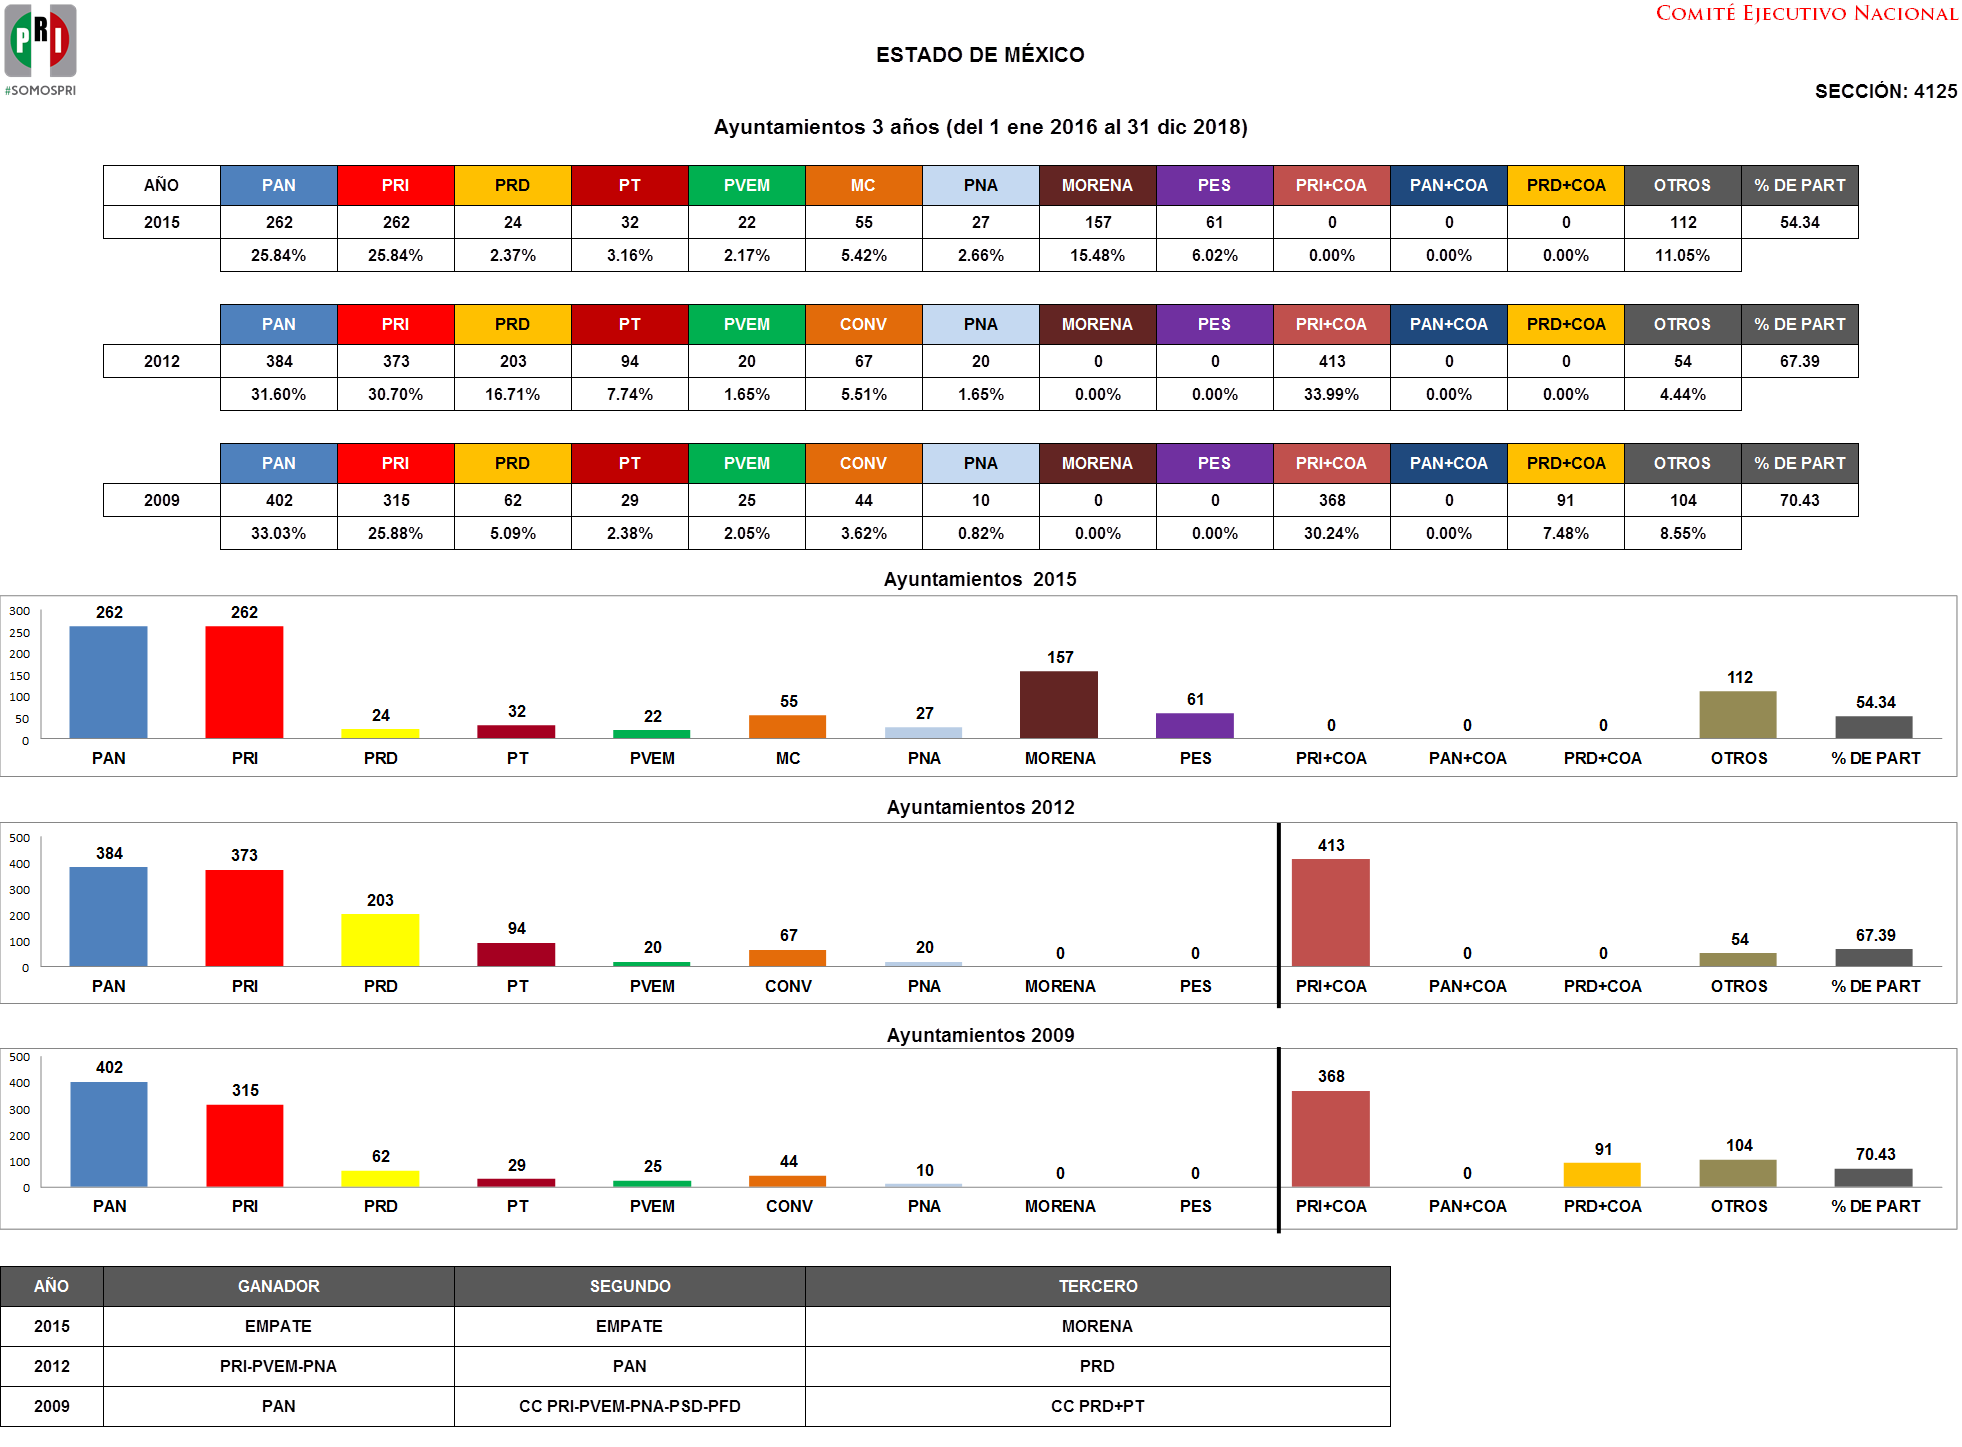 PRI
#SOMOSPRI
COMITÉ EJECUTIVO NACIONAL
ESTADO DE MÉXICO
SECCIÓN: 4125
Ayuntamientos 3 años (del 1 ene 2016 al 31 dic 2018)
AÑO PAN PRI PRD PT PVEM MC PNA MORENA PES PRI+COA PAN+COA PRD+COA OTROS % DE PART
2015 262 262 24 32 22 55 27 157 61 0 0 0 112 54.34
25.84% 25.84% 2.37% 3.16% 2.17% 5.42% 2.66% 15.48% 6.02% 0.00% 0.00% 0.00% 11.05%
PAN PRI PRD PT PVEM CONV PNA MORENA PES PRI+COA PAN+COA PRD+COA OTROS % DE PART
2012 384 373 203 94 20 67 20 0 0 413 0 0 54 67.39
31.60% 30.70% 16.71% 7.74% 1.65% 5.51% 1.65% 0.00% 0.00% 33.99% 0.00% 0.00% 4.44%
PAN PRI PRD PT PVEM CONV PNA MORENA PES PRI+COA PAN+COA PRD+COA OTROS % DE PART
2009 402 315 62 29 25 44 10 0 0 368 0 91 104 70.43
33.03% 25.88% 5.09% 2.38% 2.05% 3.62% 0.82% 0.00% 0.00% 30.24% 0.00% 7.48% 8.55%
Ayuntamientos 2015
300
250
200
150
100
50
0
262 262 24 32 22 55 27 157 61 0 0 0 112 54.34
PAN PRI PRD PT PVEM MC PNA MORENA PES PRI+COA PAN+COA PRD+COA OTROS % DE PART
Ayuntamientos 2012
500
400
300
200
100
0
384 373 203 94 20 67 20 0 0 413 0 0 54 67.39
PAN PRI PRD PT PVEM CONV PNA MORENA PES PRI+COA PAN+COA PRD+COA OTROS % DE PART
Ayuntamientos 2009
500
400
300
200
100
0
402 315 62 29 25 44 10 0 0 368 0 91 104 70.43
PAN PRI PRD PT PVEM CONV PNA MORENA PES PRI+COA PAN+COA PRD+COA OTROS % DE PART
AÑO GANADOR SEGUNDO TERCERO
2015 EMPATE EMPATE MORENA
2012 PRI-PVEM-PNA PAN PRD
2009 PAN CC PRI-PVEM-PNA-PSD-PFD CC PRD+PT